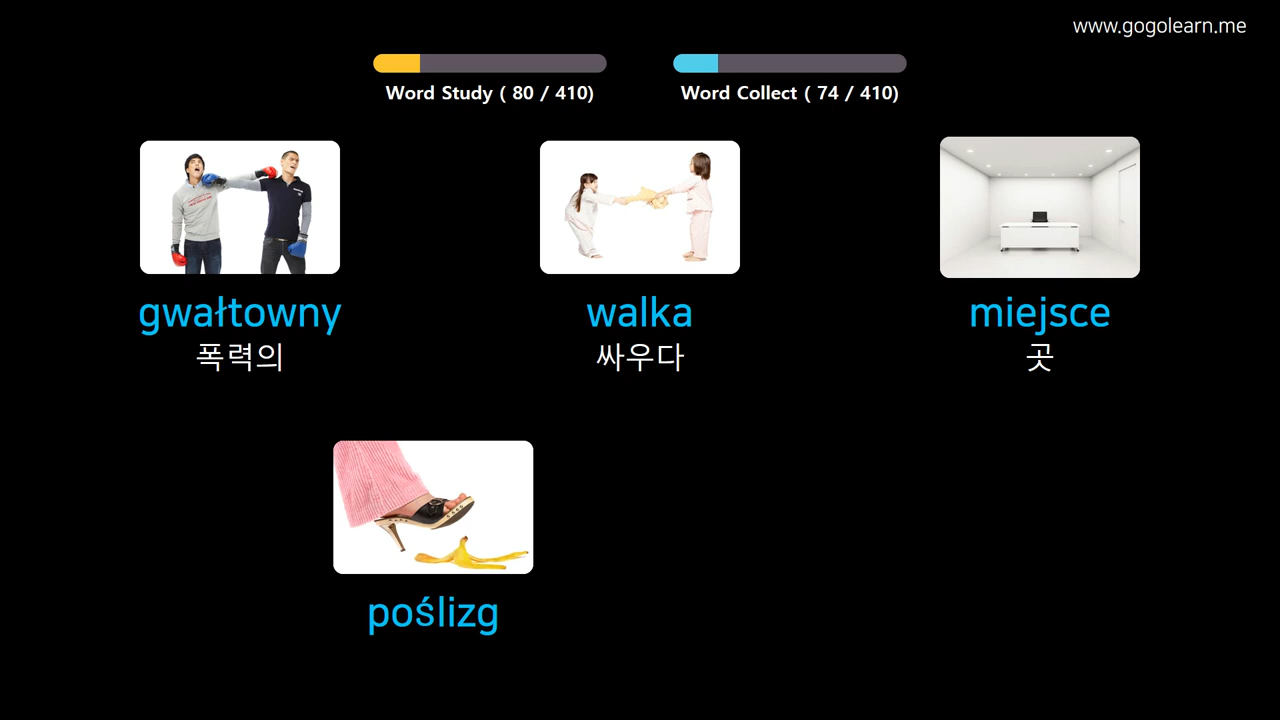 www.gogolearn.me
Word Study ( 80 / 410)
Word Collect ( 74 / 410)
gwałtowny
폭력의
walka
싸우다
miejsce
곳
poślizg